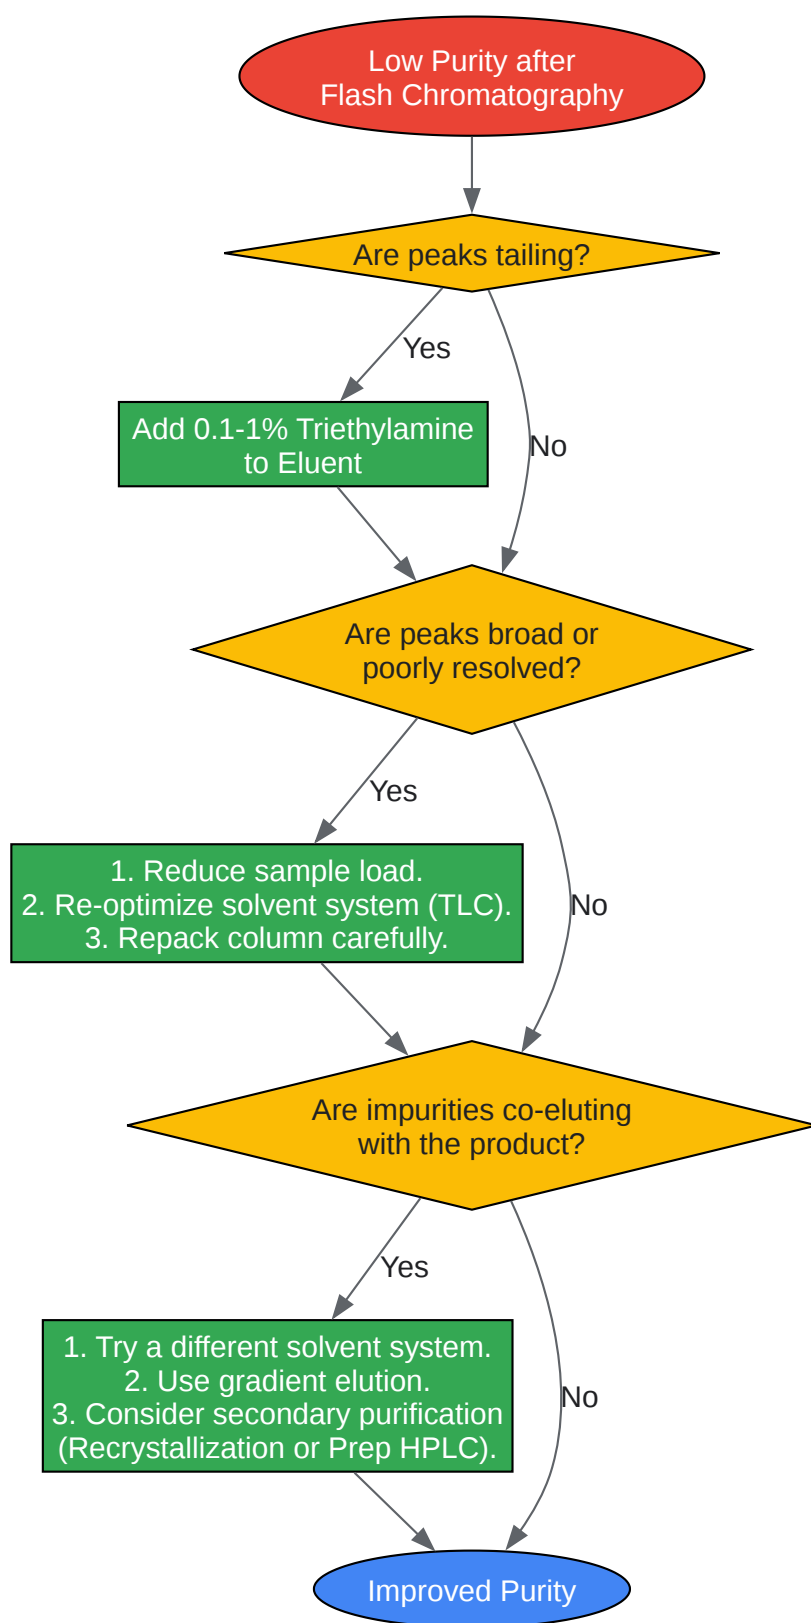 Low Purity after
Flash Chromatography
Are peaks tailing?
Yes
Add 0.1-1% Triethylamine
to Eluent
No
Are peaks broad or
poorly resolved?
Yes
1. Reduce sample load.
2. Re-optimize solvent system (TLC).
3. Repack column carefully.
No
Are impurities co-eluting
with the product?
Yes
1. Try a different solvent system.
2. Use gradient elution.
3. Consider secondary purification
(Recrystallization or Prep HPLC).
No
Improved Purity